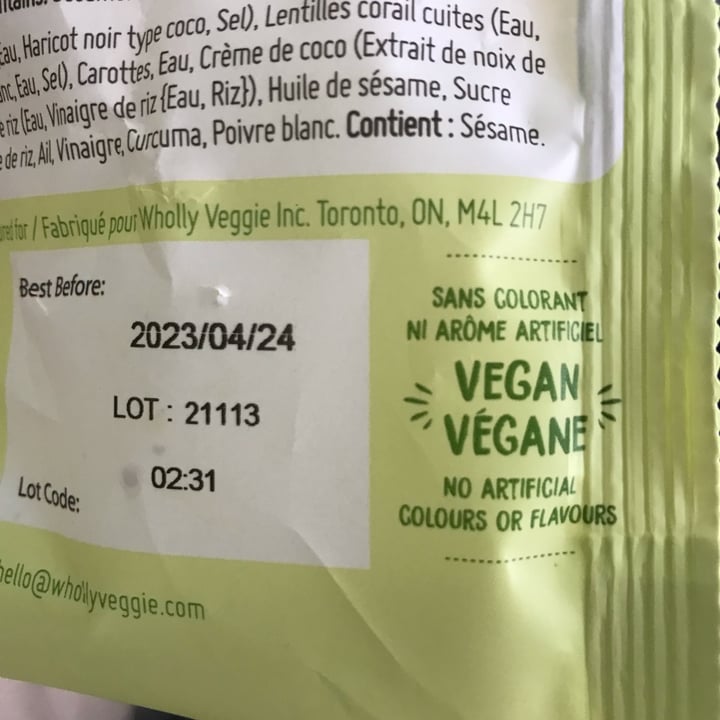 Haricot noir type coco, Sel), Lentilles corail cuites (Eau,
Eau, Sel), Carottes, Eau, Crème de coco (Extrait de noix de
riz (Eau, Vinaigre de riz {Eau, Riz}), Huile de sésame, Sucre
de riz, Ail, Vinaigre, Curcuma, Poivre blanc. Contient : Sésame.
for / Fabriqué pour Wholly Veggie Inc. Toronto, ON, M4L 2H7
Best Before:
2023/04/24
LOT : 21113
02:31
Lot Code:
hello@whollyveggie.com
SANS COLORANT
NI ARÔME ARTIFICIEL
VEGAN
VÉGANE
NO ARTIFICIAL
COLOURS OR FLAVOURS